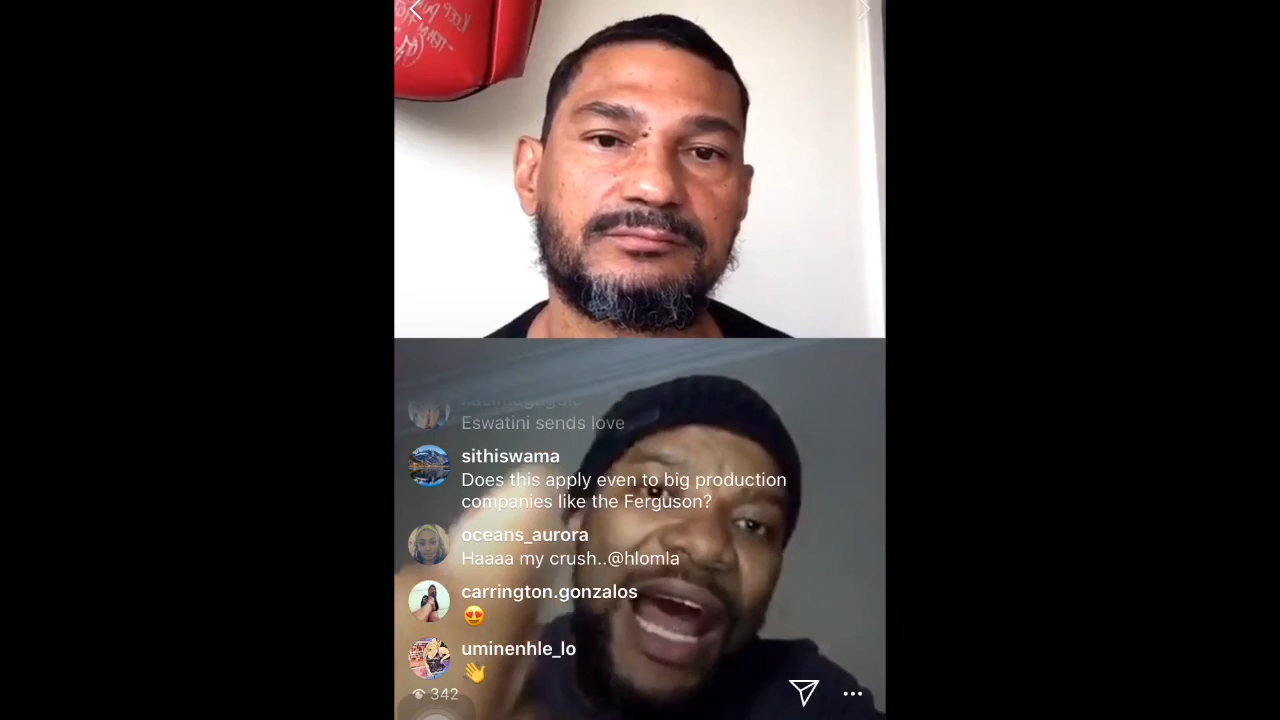 KEEP
Eswatini sends love
sithiswama
Does this apply even to big production
companies like the Ferguson?
oceans_aurora
Haaaa my crush..@hlomla
carrington.gonzalos
😍
uminenhle_lo
👋
342